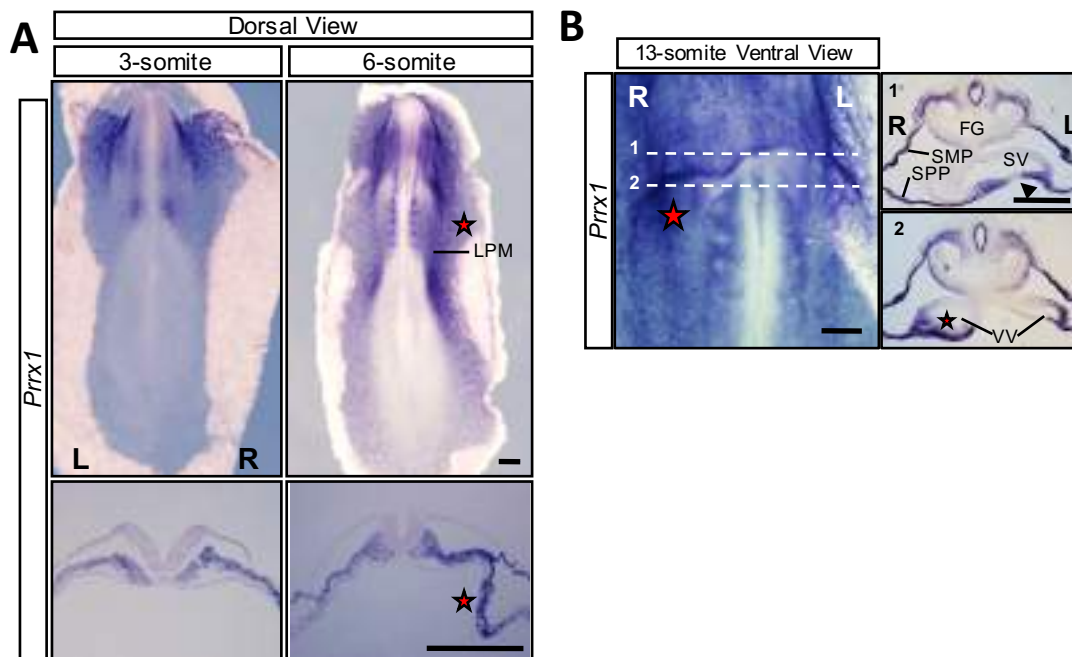 A
Dorsal View
3-somite
6-somite
Prrx1
LPM
L
R
B
13-somite Ventral View
Prrx1
R
L
1
2
1
R
L
FG
SMP
SPP
SV
2
VV